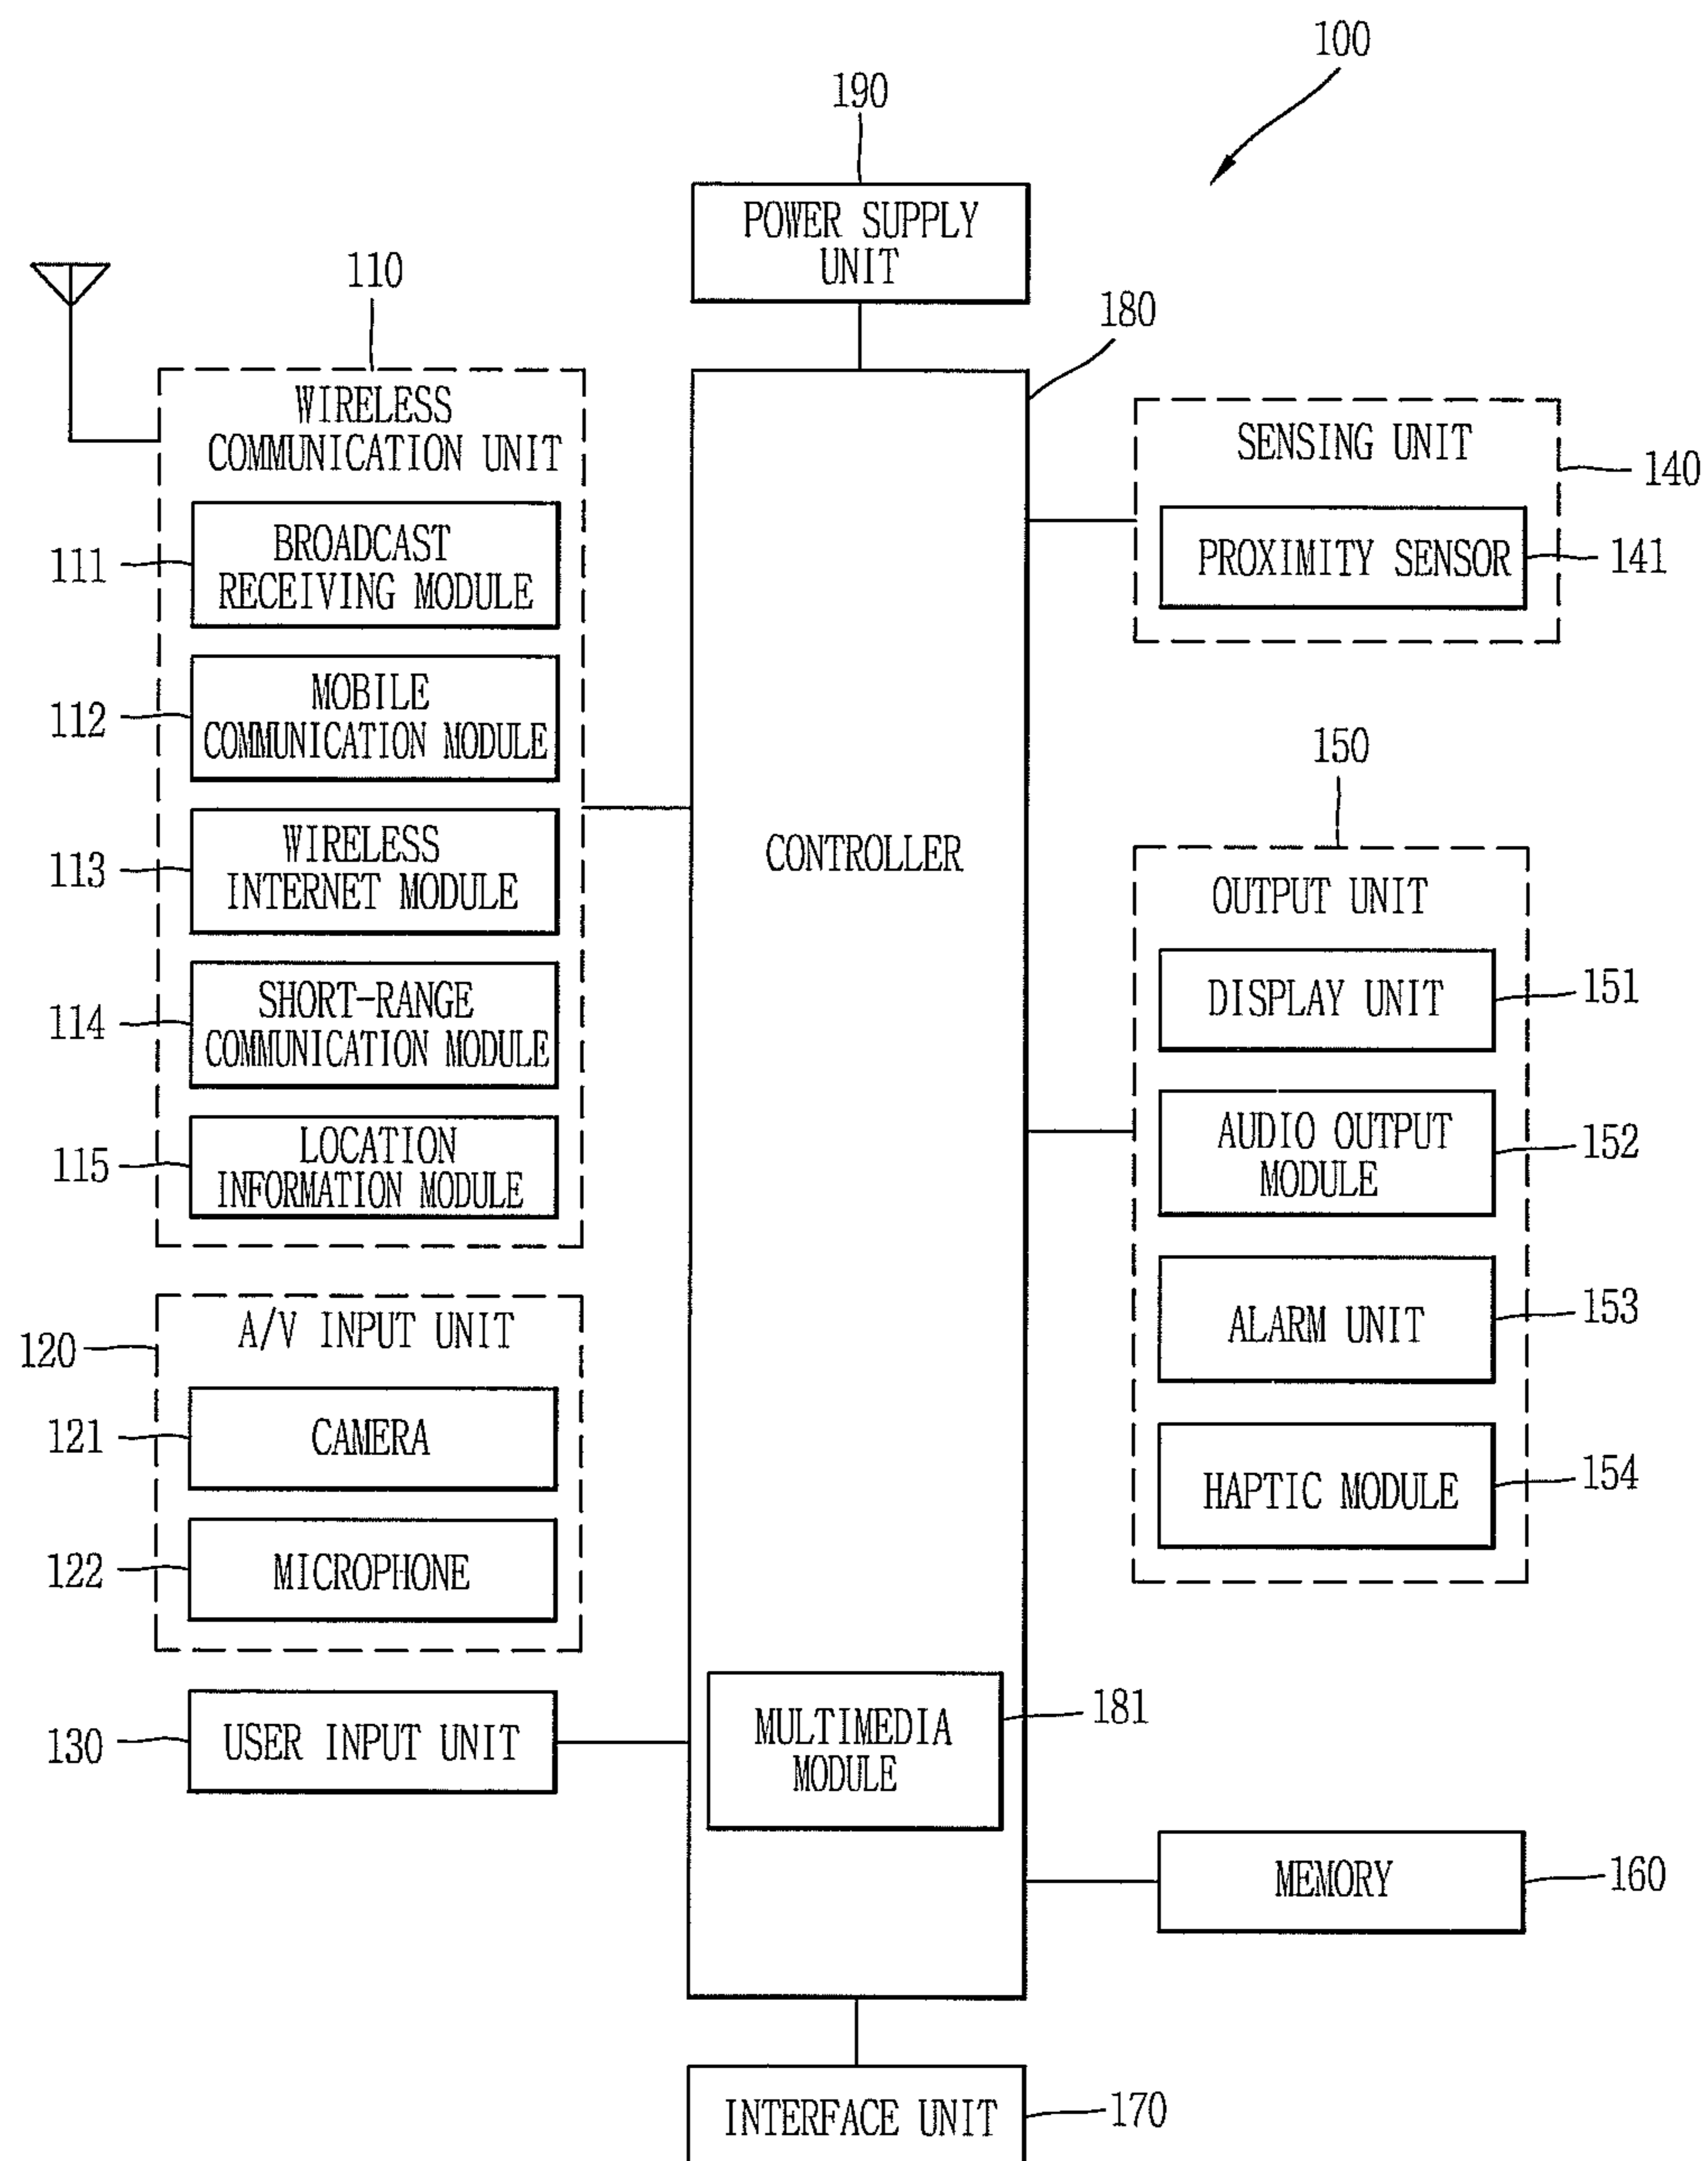 100
190
POWER SUPPLY
UNIT
110
180
WIRELESS
COMMUNICATION UNIT
111
BROADCAST
RECEIVING MODULE
112
MOBILE
COMMUNICATION MODULE
113
WIRELESS
INTERNET MODULE
114
SHORT-RANGE
COMMUNICATION MODULE
115
LOCATION
INFORMATION MODULE
120
A/V INPUT UNIT
121
CAMERA
122
MICROPHONE
130
USER INPUT UNIT
CONTROLLER
MULTIMEDIA
MODULE
181
SENSING UNIT
140
PROXIMITY SENSOR
141
150
OUTPUT UNIT
DISPLAY UNIT
151
AUDIO OUTPUT
MODULE
152
ALARM UNIT
153
HAPTIC MODULE
154
MEMORY
160
INTERFACE UNIT
170